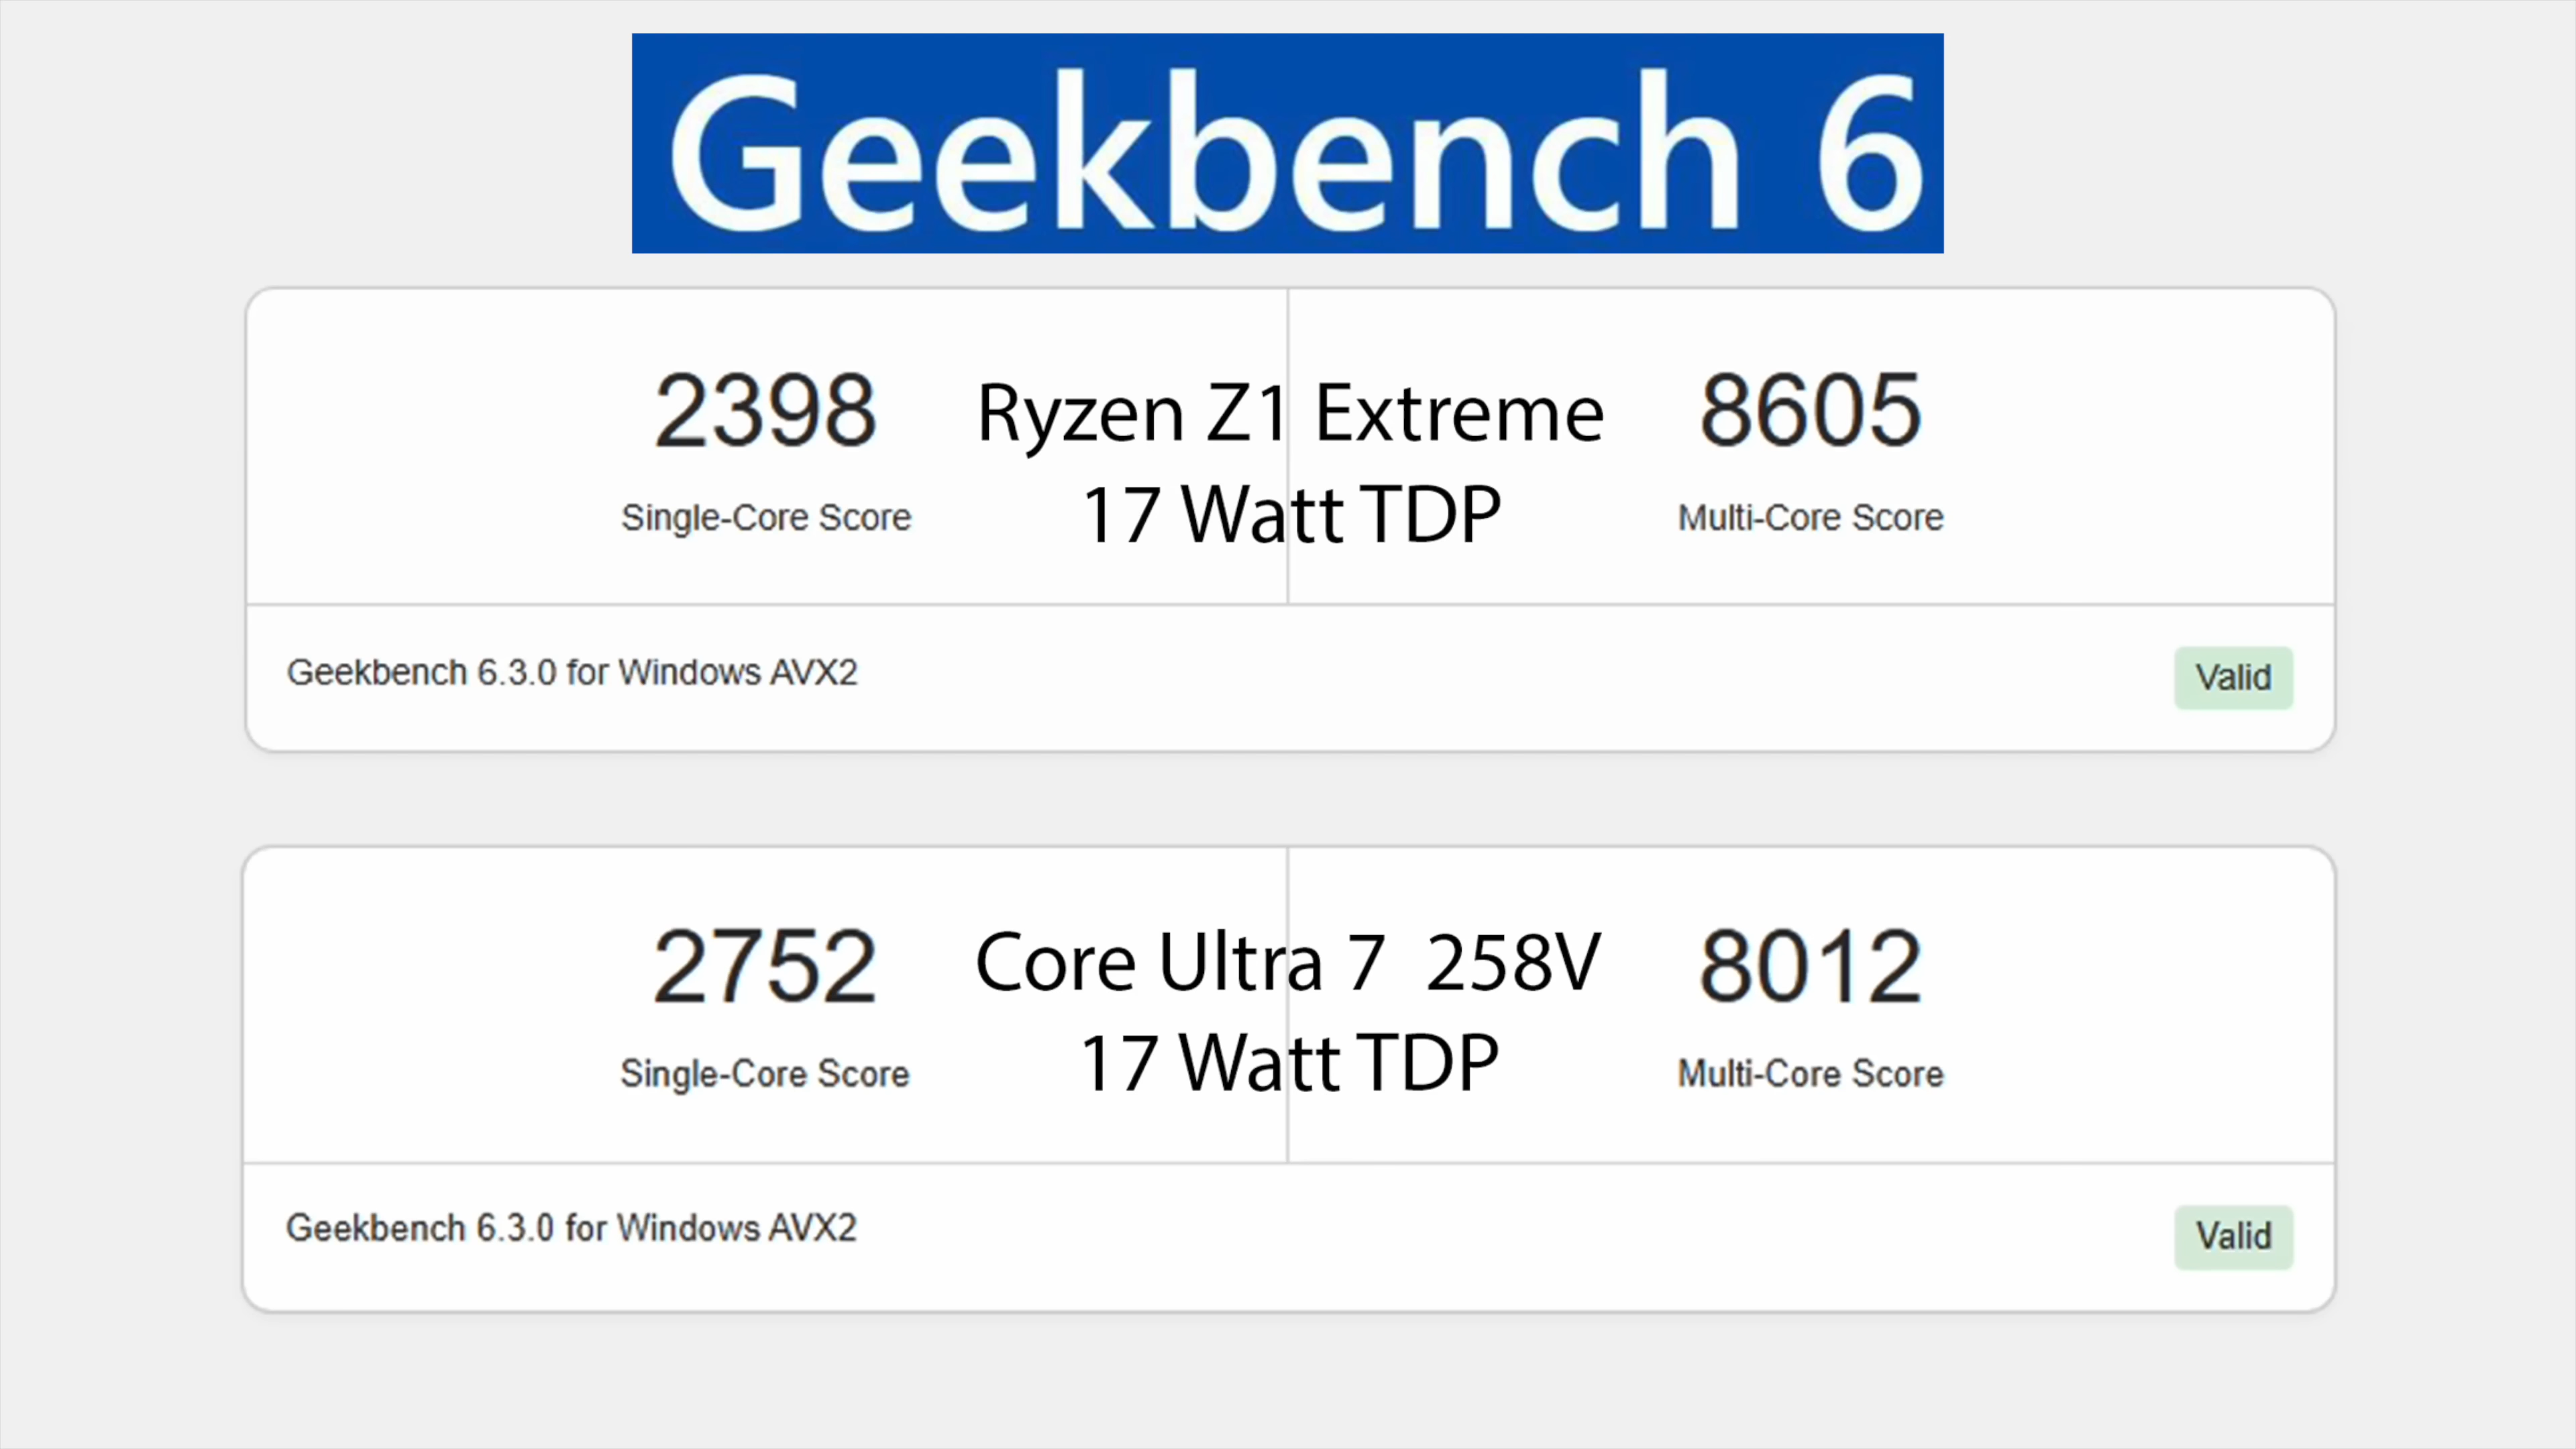 Geekbench 6
2398 Ryzen Z1 Extreme 8605
Single-Core Score 17 Watt TDP Multi-Core Score
Geekbench 6.3.0 for Windows AVX2 Valid
2752 Core Ultra 7 258V 8012
Single-Core Score 17 Watt TDP Multi-Core Score
Geekbench 6.3.0 for Windows AVX2 Valid